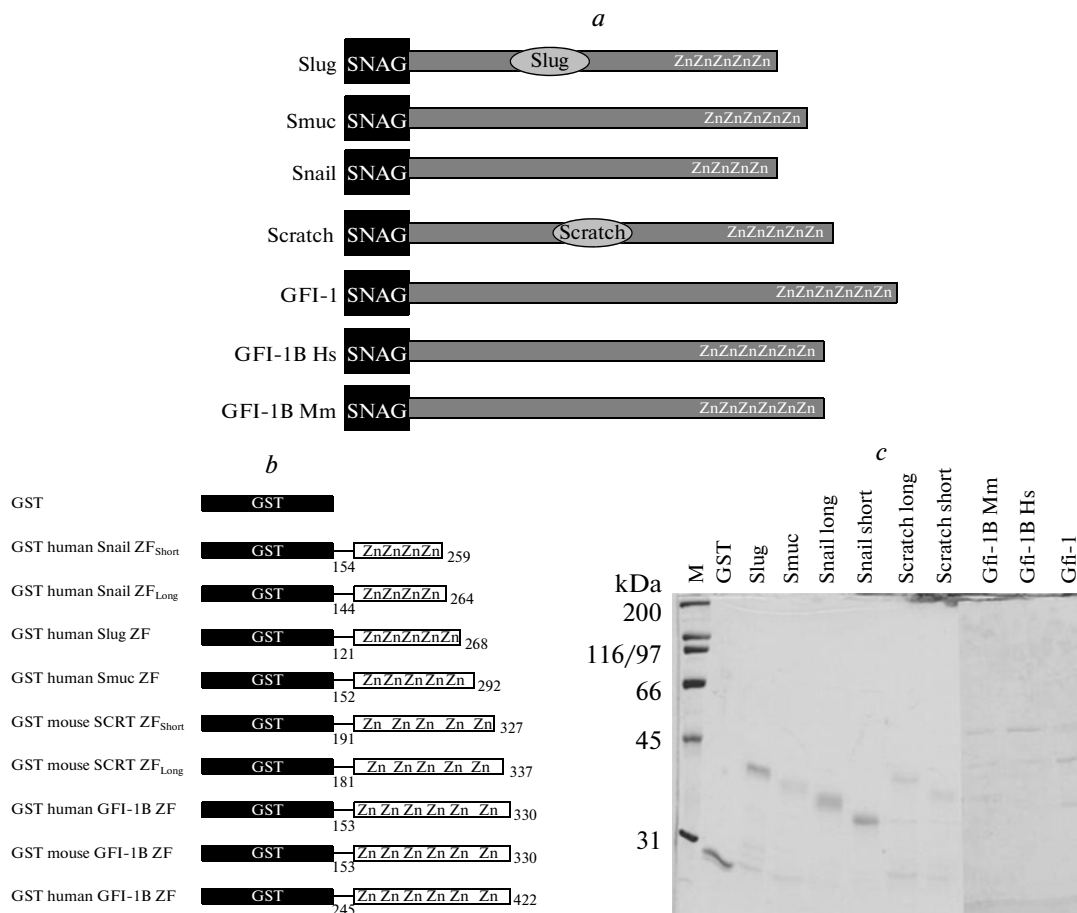 a
Slug SNAG Slug ZnZnZnZnZn
Smuc SNAG ZnZnZnZnZn
Snail SNAG ZnZnZnZn
Scratch SNAG Scratch ZnZnZnZnZn
GFI-1 SNAG ZnZnZnZnZnZn
GFI-1B Hs SNAG ZnZnZnZnZnZn
GFI-1B Mm SNAG ZnZnZnZnZnZn
b
GST GST
GST human Snail ZFShort GST 154 ZnZnZnZn 259
GST human Snail ZFLong GST 144 ZnZnZnZn 264
GST human Slug ZF GST 121 ZnZnZnZnZn 268
GST human Smuc ZF GST 152 ZnZnZnZnZn 292
GST mouse SCRT ZFShort GST 191 Zn Zn Zn Zn Zn 327
GST mouse SCRT ZFLong GST 181 Zn Zn Zn Zn Zn 337
GST human GFI-1B ZF GST 153 Zn Zn Zn Zn Zn Zn 330
GST mouse GFI-1B ZF GST 153 Zn Zn Zn Zn Zn Zn 330
GST human GFI-1B ZF GST 245 Zn Zn Zn Zn Zn Zn 422
c
kDa
M
GST
Slug
Smuc
Snail long
Snail short
Scratch long
Scratch short
Gfi-1B Mm
Gfi-1B Hs
Gfi-1
200
116/97
66
45
31